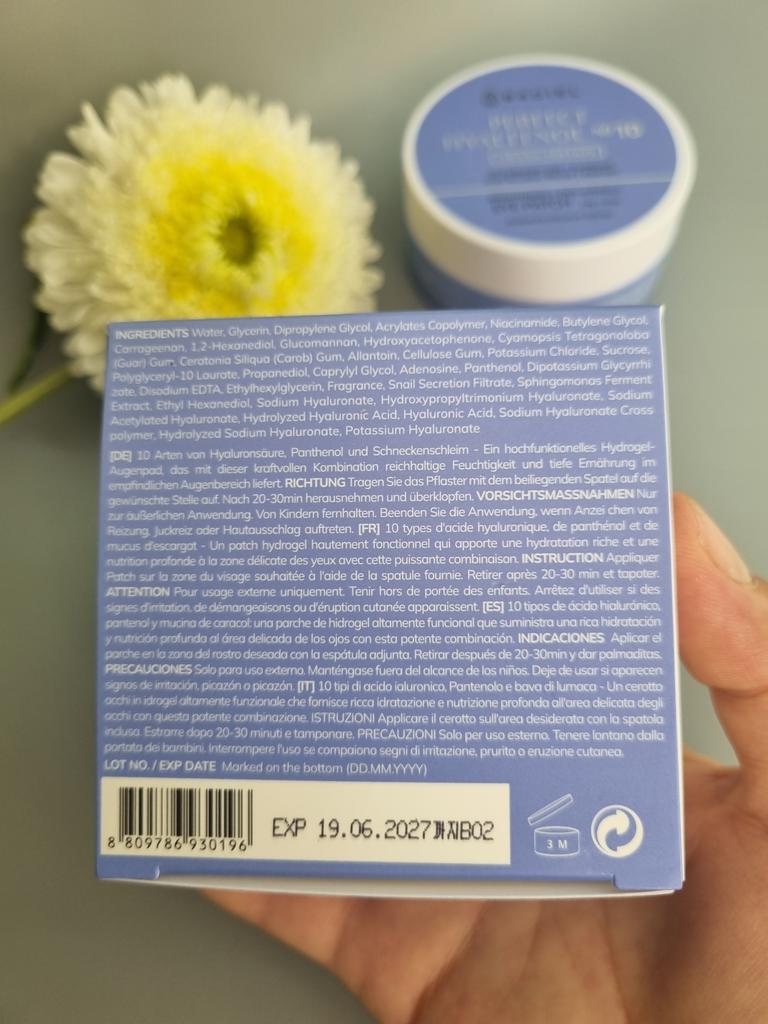 PERFECT
INGREDIENTS Water, Glycerin, Dipropylene Glycol, Acrylates Copolymer, Niacinamide, Butylene Glycol,
Carrageenan, 1,2-Hexanediol, Glucomannan, Hydroxyacetophenone, Cyamopsis Tetragonoloba
(Guar) Gum, Ceratonia Siliqua (Carob) Gum, Allantoin, Cellulose Gum, Potassium Chloride, Sucrose,
Polyglyceryl-10 Laurate, Propanediol, Caprylyl Glycol, Adenosine, Panthenol, Dipotassium Glycyrrhi
zate, Disodium EDTA, Ethylhexylglycerin, Fragrance, Snail Secretion Filtrate, Sphingomonas Ferment
Extract, Ethyl Hexanediol, Sodium Hyaluronate, Hydroxypropyltrimonium Hyaluronate, Sodium
Acetylated Hyaluronate, Hydrolyzed Hyaluronic Acid, Hyaluronic Acid, Sodium Hyaluronate Cross
polymer, Hydrolyzed Sodium Hyaluronate, Potassium Hyaluronate
[DE] 10 Arten von Hyaluronsäure, Panthenol und Schneckenschleim - Ein hochfunktionelles Hydrogel-
Augenpad, das mit dieser kraftvollen Kombination reichhaltige Feuchtigkeit und tiefe Ernährung im
empfindlichen Augenbereich liefert. RICHTUNG Tragen Sie das Pflaster mit dem beiliegenden Spatel auf die
gewünschte Stelle auf. Nach 20-30min herausnehmen und überklopfen. VORSICHTSMASSNAHMEN Nur
zur äußerlichen Anwendung. Von Kindern fernhalten. Beenden Sie die Anwendung, wenn Anzei chen von
Reizung, Juckreiz oder Hautausschlag auftreten. [FR] 10 types d'acide hyaluronique, de panthénol et de
mucus d'escargot - Un patch hydrogel hautement fonctionnel qui apporte une hydratation riche et une
nutrition profonde à la zone délicate des yeux avec cette puissante combinaison. INSTRUCTION Appliquer
Patch sur la zone du visage souhaitée à l'aide de la spatule fournie. Retirer après 20-30 min et tapoter.
ATTENTION Pour usage externe uniquement. Tenir hors de portée des enfants. Arrêtez d'utiliser si des
signes d'irritation, de démangeaisons ou d'éruption cutanée apparaissent. [ES] 10 tipos de ácido hialurónico,
pantenol y mucina de caracol: una parche de hidrogel altamente funcional que suministra una rica hidratación
y nutrición profunda al área delicada de los ojos con esta potente combinación. INDICACIONES Aplicar el
parche en la zona del rostro deseada con la espátula adjunta. Retirar después de 20-30min y dar palmaditas.
PRECAUCIONES Solo para uso externo. Manténgase fuera del alcance de los niños. Deje de usar si aparecen
signos de irritación, picazón o picazón. [IT] 10 tipi di acido ialuronico, Pantenolo e bava di lumaca - Un cerotto
occhi in idrogel altamente funzionale che fornisce ricca idratazione e nutrizione profonda all'area delicata degli
occhi con questa potente combinazione. ISTRUZIONI Applicare il cerotto sull'area desiderata con la spatola
inclusa. Estrarre dopo 20-30 minuti e tamponare. PRECAUZIONI Solo per uso esterno. Tenere lontano dalla
portata dei bambini. Interrompere l'uso se compaiono segni di irritazione, prurito o eruzione cutanea.
LOT NO. / EXP DATE Marked on the bottom (DD.MM.YYYY)
8 809786 930196
EXP 19.06.2027까지B02
3 M